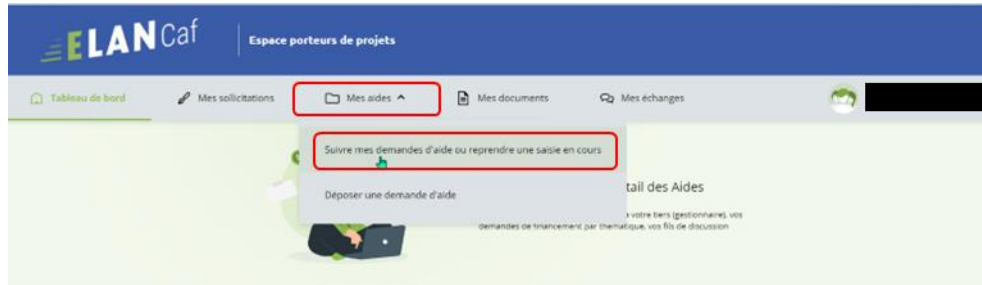 ELAN Caf
Espace porteurs de projets
Tableau de bord
Mes sollicitations
Mes aides
Mes documents
Mes échanges
Suivre mes demandes d'aide ou reprendre une saisie en cours
Déposer une demande d'aide
tail des Aides
votre tiers (gestionnaire), vos
demandes de financement par thématique, vos fils de discussion